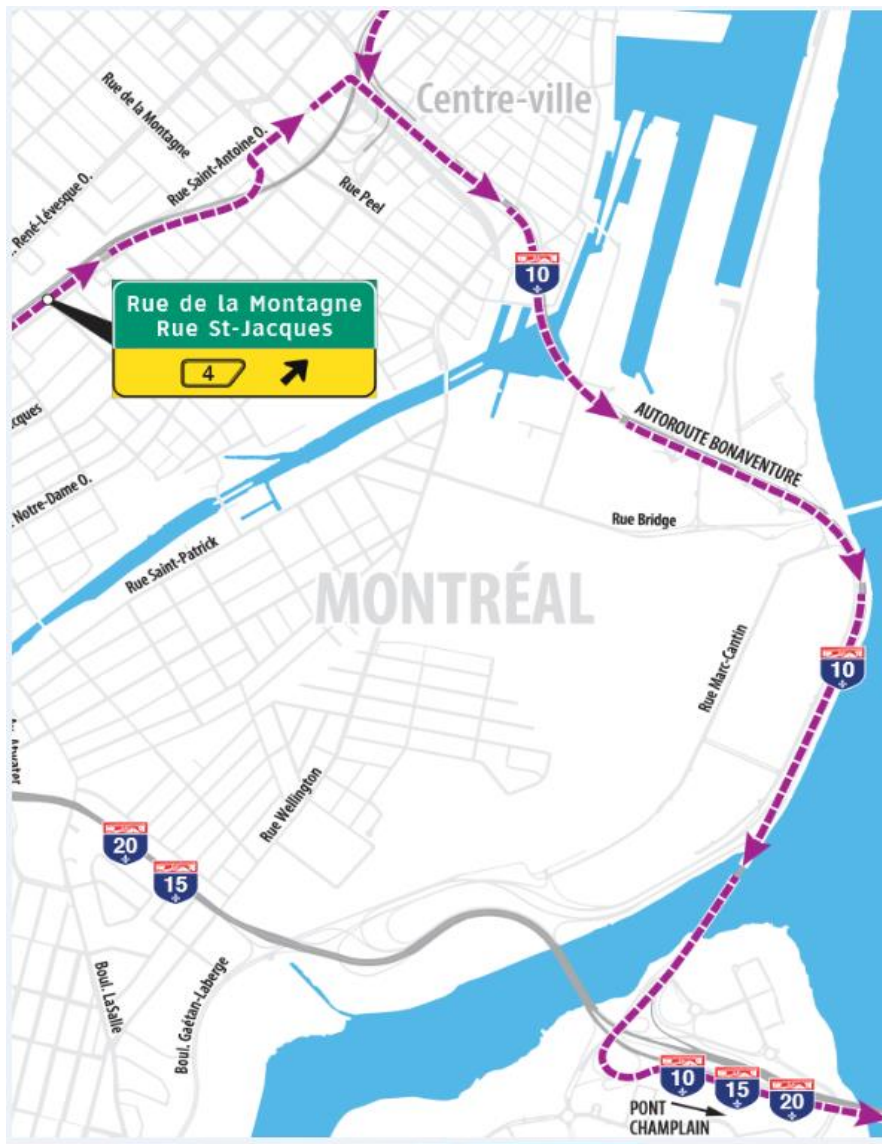 Centre-ville
Rue de la Montagne
Rue Saint-Antoine O.
Rue Peel
René-Lévesque O.
10
Rue de la Montagne
Rue St-Jacques
4
AUTOROUTE BONAVENTURE
cques
Notre-Dame O.
Rue Bridge
Rue Saint-Patrick
MONTRÉAL
Rue Marc-Cantin
10
Atwater
Rue Wellington
20
15
Boul. LaSalle
Boul. Gaétan-Laberge
10
15
20
PONT
CHAMPLAIN